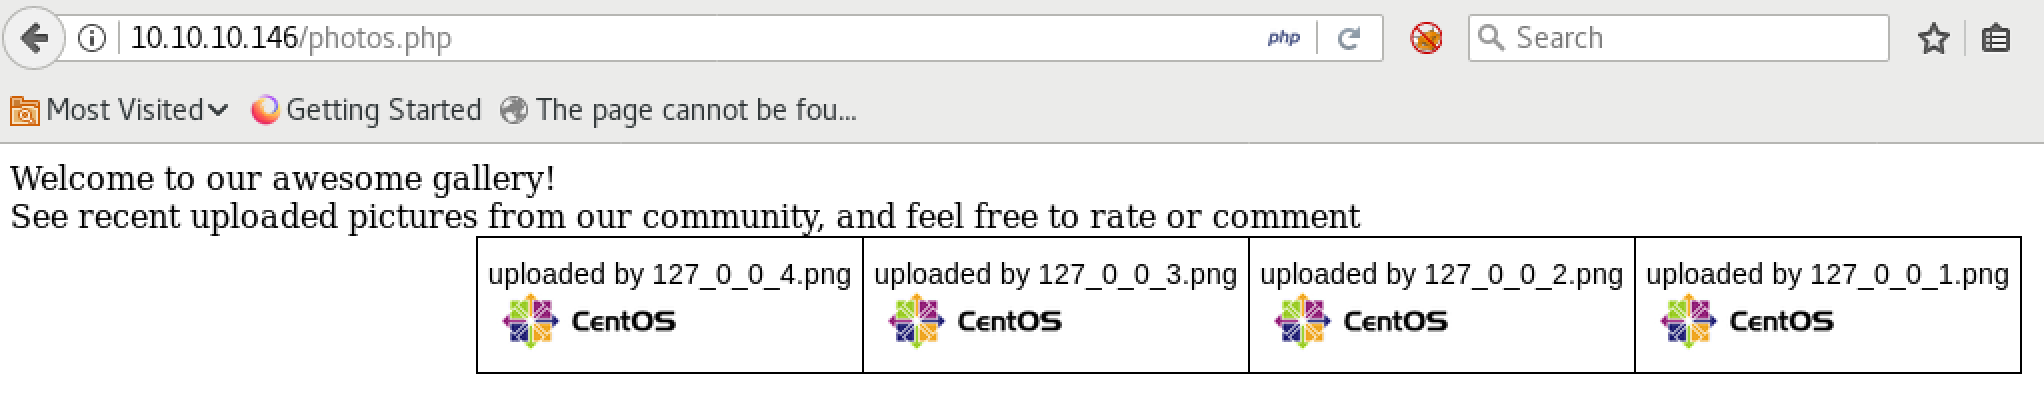 10.10.10.146/photos.php php Search
Most Visited Getting Started The page cannot be fou...
Welcome to our awesome gallery!
See recent uploaded pictures from our community, and feel free to rate or comment
uploaded by 127_0_0_4.png uploaded by 127_0_0_3.png uploaded by 127_0_0_2.png uploaded by 127_0_0_1.png
CentOS CentOS CentOS CentOS